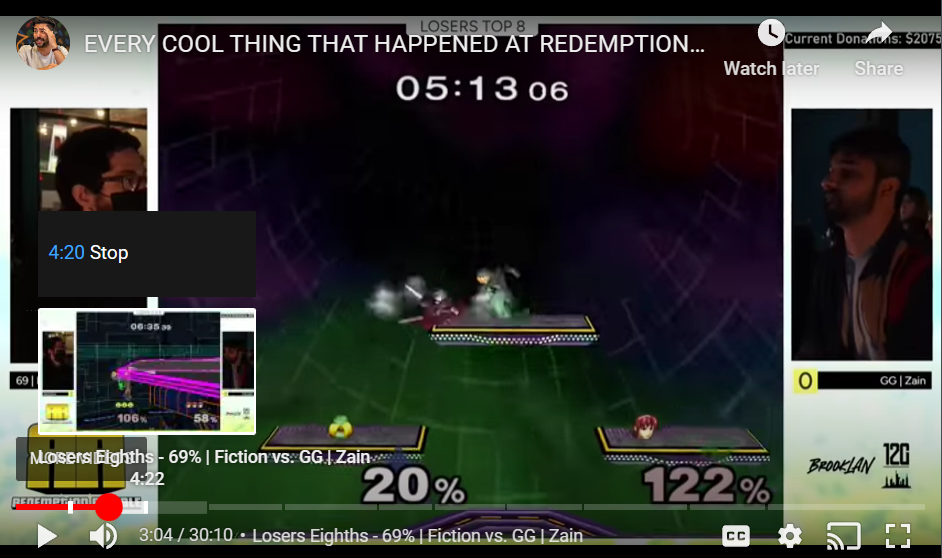 LOSERS TOP 8
EVERY COOL THING THAT HAPPENED AT REDEMPTION...
Current Donations: $2075
Watch later
Share
05:13 06
4:20 Stop
06:35
106%
58%
69 |
0
GG | Zain
Losers Eighths - 69% | Fiction vs. GG | Zain
4:22
20%
122%
BROOKLAN
120
3:04 / 30:10 • Losers Eighths - 69% | Fiction vs. GG | Zain
CC